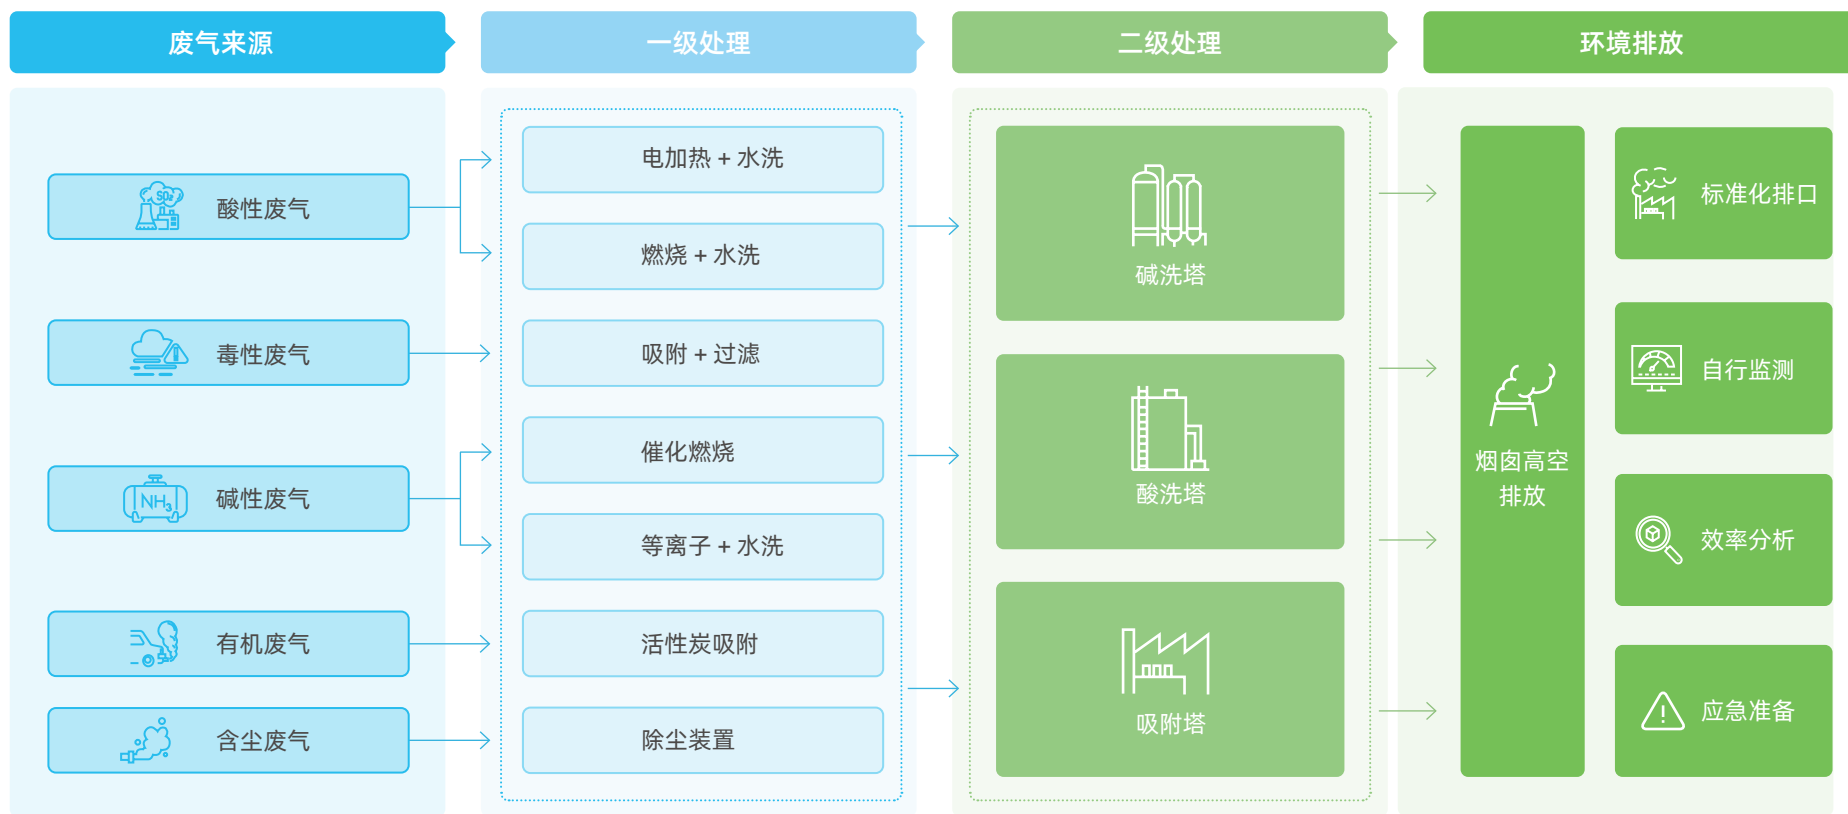 废气来源
一级处理
二级处理
环境排放
SO₂
酸性废气
毒性废气
NH₃
碱性废气
有机废气
含尘废气
电加热 + 水洗
燃烧 + 水洗
吸附 + 过滤
催化燃烧
等离子 + 水洗
活性炭吸附
除尘装置
碱洗塔
酸洗塔
吸附塔
烟囱高空
排放
标准化排口
自行监测
效率分析
应急准备